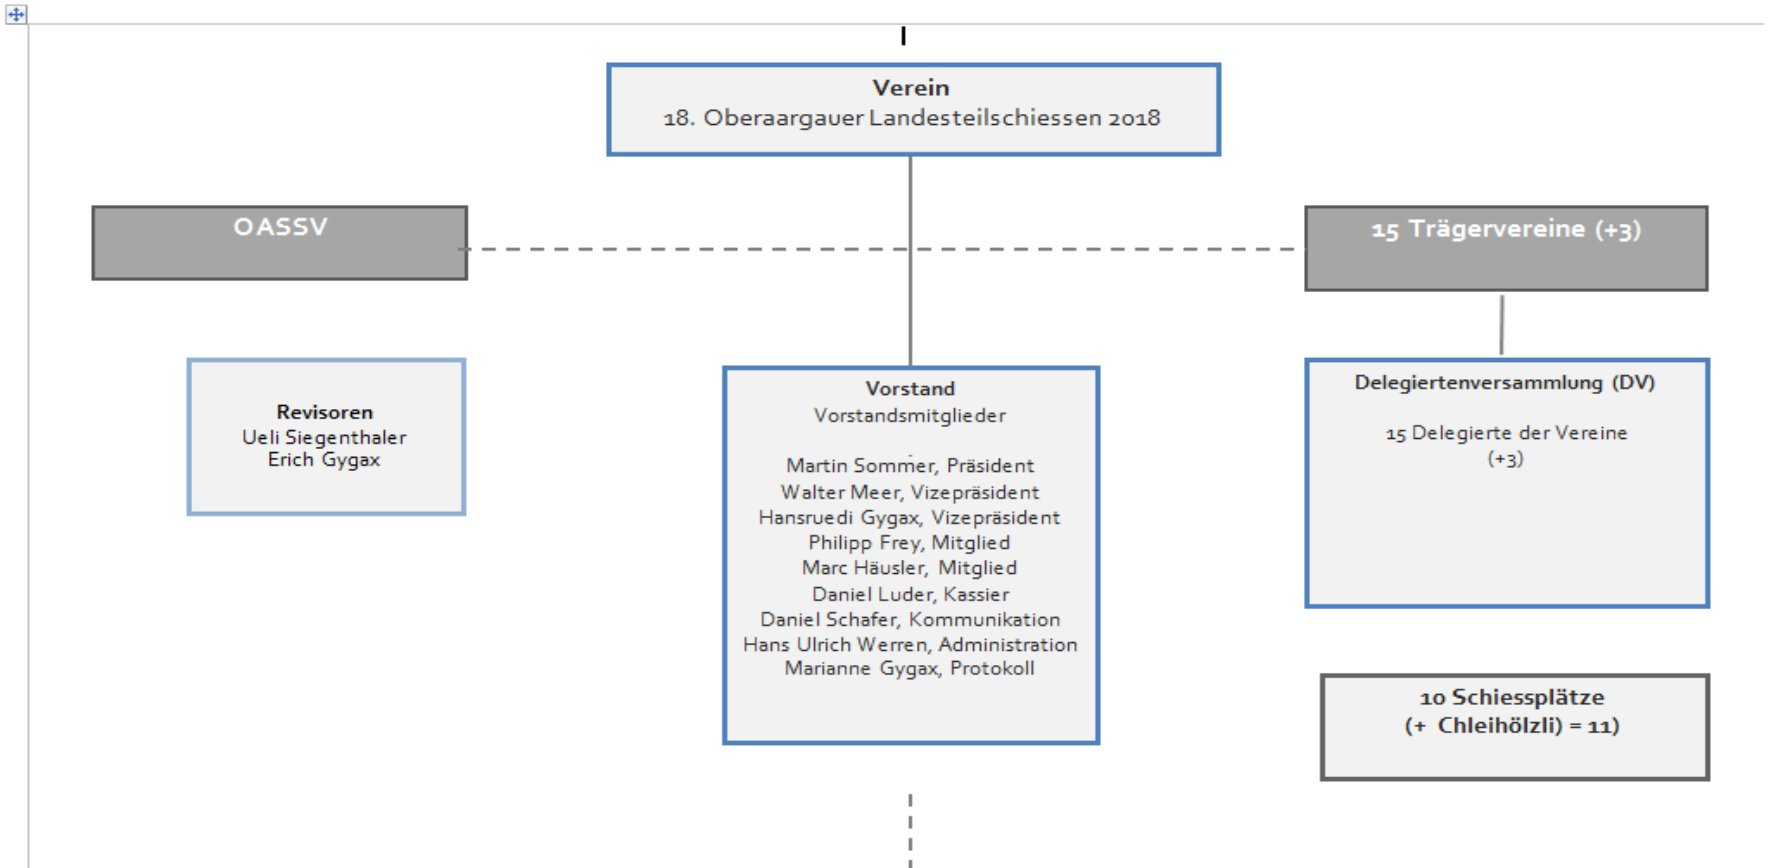 Verein
18. Oberaargauer Landesteilschiessen 2018
OASSV
15 Trägervereine (+3)
Revisoren
Ueli Siegenthaler
Erich Gygax
Vorstand
Vorstandsmitglieder
Martin Sommer, Präsident
Walter Meer, Vizepräsident
Hansruedi Gygax, Vizepräsident
Philipp Frey, Mitglied
Marc Häusler, Mitglied
Daniel Luder, Kassier
Daniel Schafer, Kommunikation
Hans Ulrich Werren, Administration
Marianne Gygax, Protokoll
Delegiertenversammlung (DV)
15 Delegierte der Vereine
(+3)
10 Schiessplätze
(+ Chleihölzli) = 11)